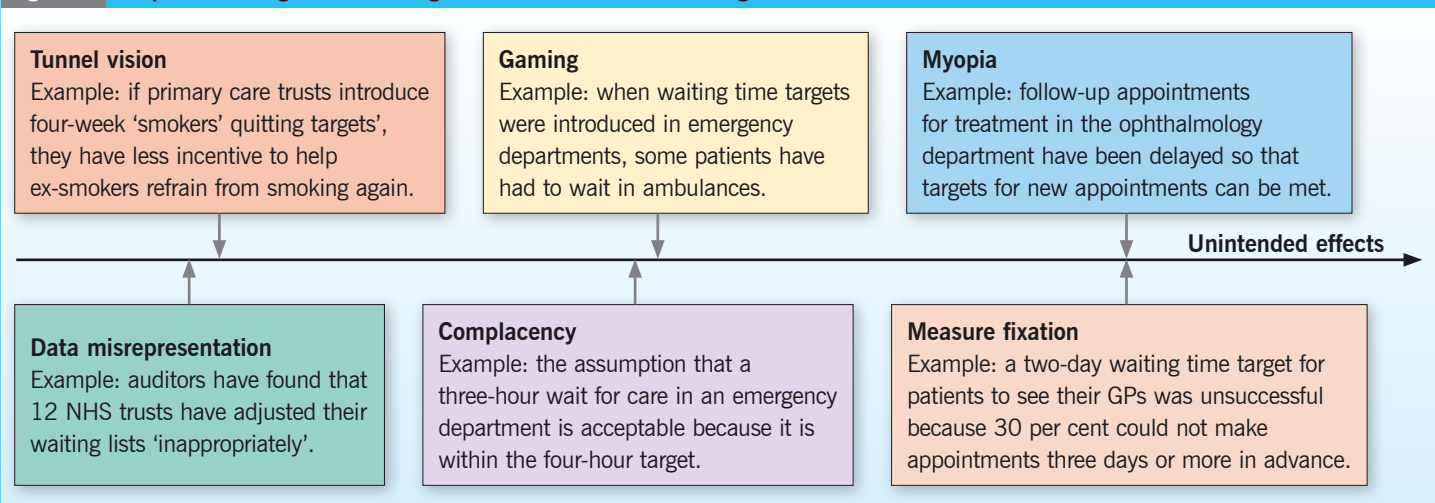 Tunnel vision
Example: if primary care trusts introduce
four-week ‘smokers’ quitting targets’,
they have less incentive to help
ex-smokers refrain from smoking again.
Gaming
Example: when waiting time targets
were introduced in emergency
departments, some patients have
had to wait in ambulances.
Myopia
Example: follow-up appointments
for treatment in the ophthalmology
department have been delayed so that
targets for new appointments can be met.
Unintended effects
Data misrepresentation
Example: auditors have found that
12 NHS trusts have adjusted their
waiting lists ‘inappropriately’.
Complacency
Example: the assumption that a
three-hour wait for care in an emergency
department is acceptable because it is
within the four-hour target.
Measure fixation
Example: a two-day waiting time target for
patients to see their GPs was unsuccessful
because 30 per cent could not make
appointments three days or more in advance.